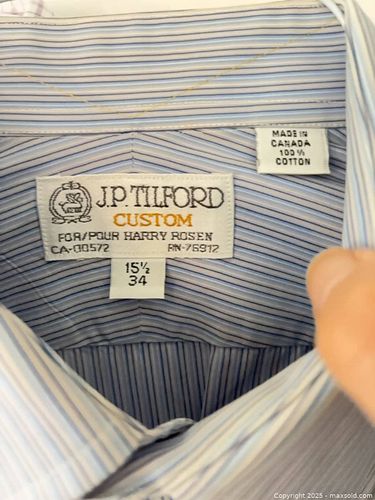 MADE IN
CANADA
100%
COTTON
J.P. TILFORD
CUSTOM
FOR/POUR HARRY ROSEN
CA-00572 RN-76912
15½
34
Copyright 2025 - maxsold.com